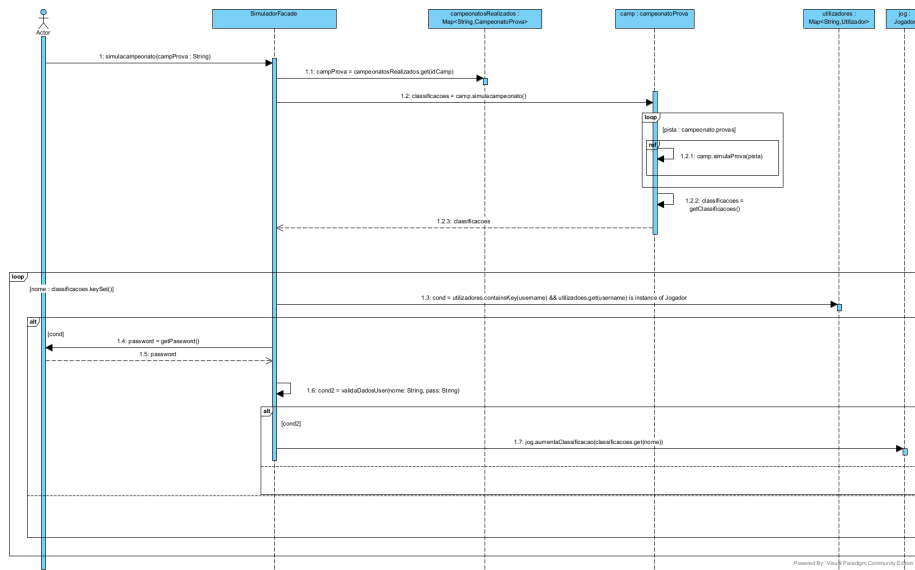 SimuladorFacade
campeonatosRealizados :
Map<String,CampeonatoProva>
camp : campeonatoProva
utilizadores :
Map<String,Utilizador>
jog :
Jogador
Actor
1: simulacampeonato(campProva : String)
1.1: campProva = campeonatosRealizados.get(idCamp)
1.2: classificacoes = camp.simulacampeonato()
loop
[pista : campeonato.provas]
ref
1.2.1: camp.simulaProva(pista)
1.2.2: classificacoes =
getClassificacoes()
1.2.3: classificacoes
loop
[nome : classificacoes.keySet()]
1.3: cond = utilizadores.containsKey(username) && utilizadoes.get(username) is instance of Jogador
alt
[cond]
1.4: password = getPassword()
1.5: password
1.6: cond2 = validaDadosUser(nome: String, pass: String)
alt
[cond2]
1.7: jog.aumentaClassificacao(classificacoes.get(nome))
Powered By: Visual Paradigm Community Edition